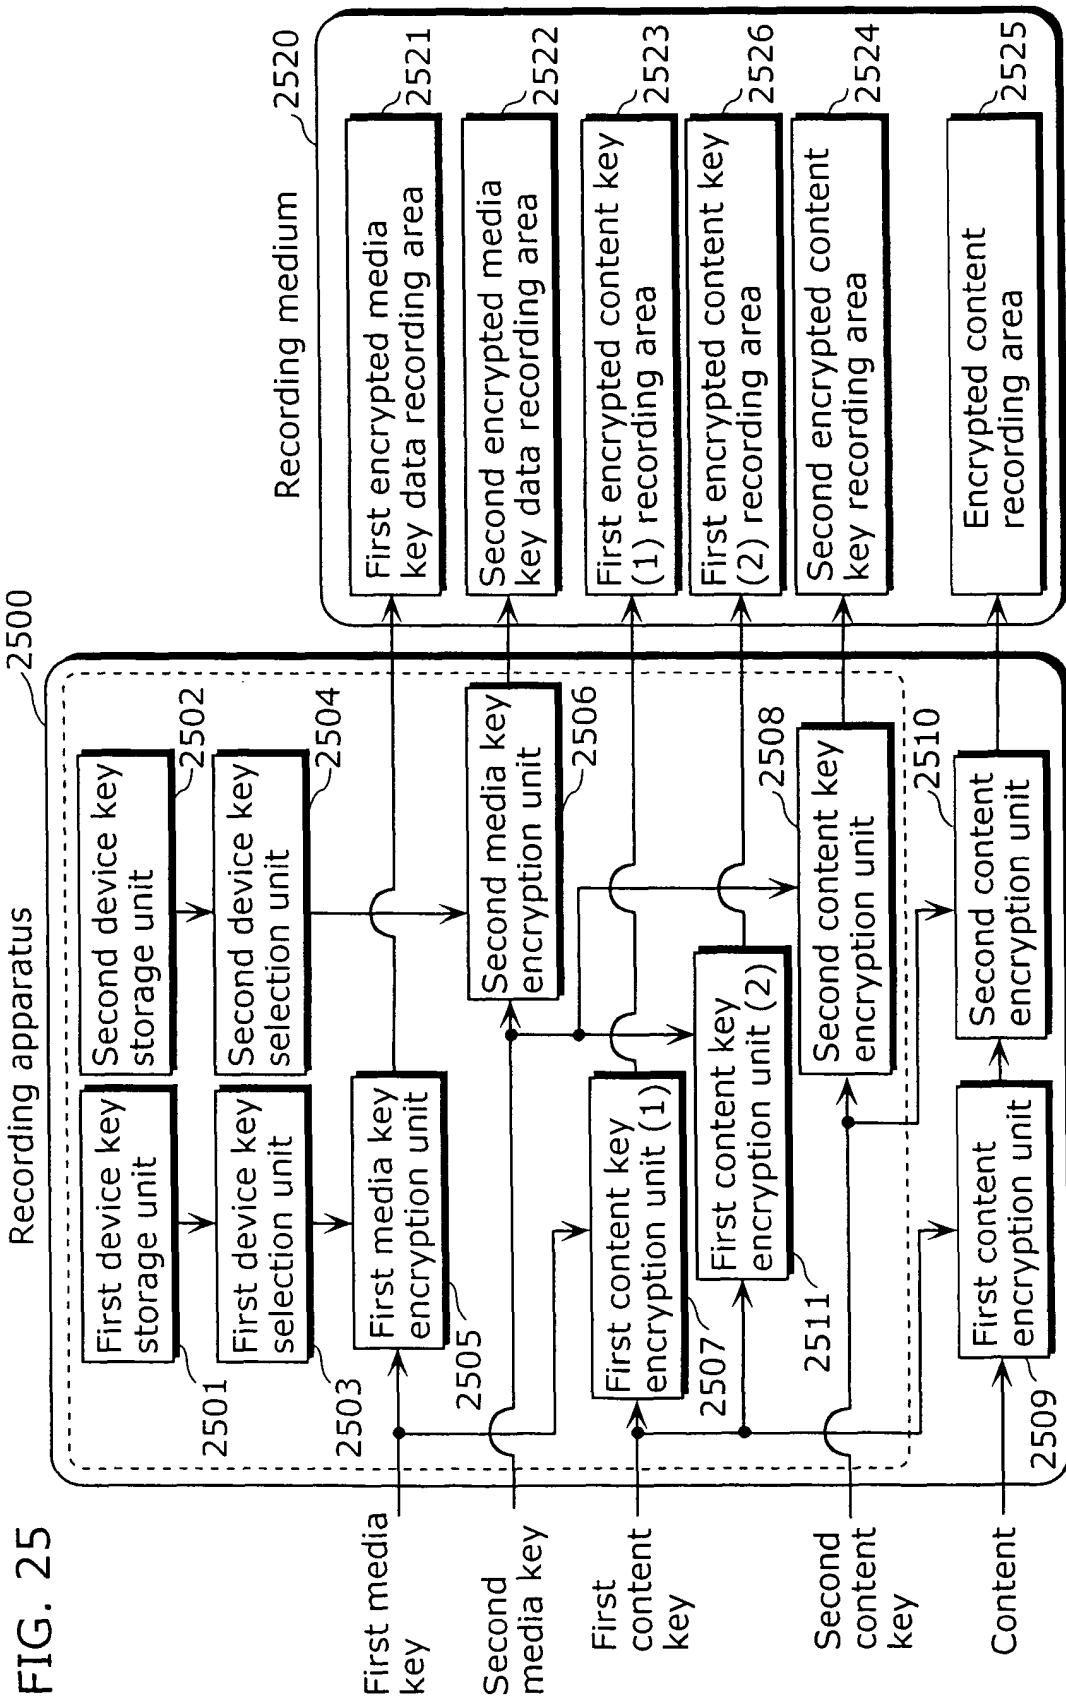 FIG. 25
Recording apparatus
2500
Recording medium
2520
First device key
storage unit
2501
Second device key
storage unit
2502
First device key
selection unit
2503
Second device key
selection unit
2504
First media
key
First media key
encryption unit
2505
First encrypted media
key data recording area
2521
Second
media key
Second media key
encryption unit
2506
Second encrypted media
key data recording area
2522
First
content
key
First content key
encryption unit (1)
2507
First encrypted content key
(1) recording area
2523
First content key
encryption unit (2)
2511
First encrypted content key
(2) recording area
2526
Second
content
key
Second content key
encryption unit
2508
Second encrypted content
key recording area
2524
Content
First content
encryption unit
2509
Second content
encryption unit
2510
Encrypted content
recording area
2525